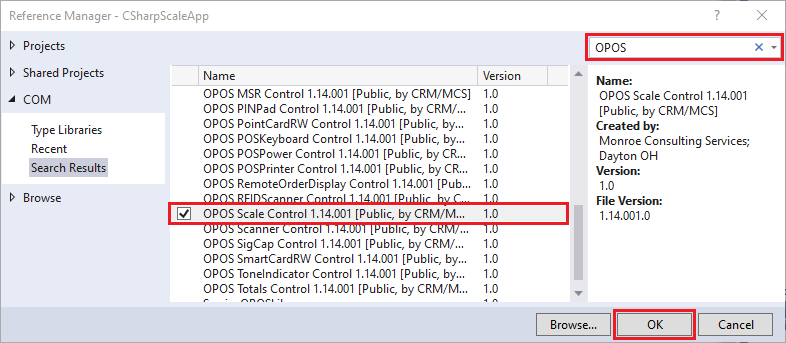 Reference Manager - CSharpScaleApp
? ×
Projects
Shared Projects
COM
Type Libraries
Recent
Search Results
Browse
Name Version
OPOS MSR Control 1.14.001 [Public, by CRM/MCS] 1.0
OPOS PINPad Control 1.14.001 [Public, by CRM/... 1.0
OPOS PointCardRW Control 1.14.001 [Public, by... 1.0
OPOS POSKeyboard Control 1.14.001 [Public, b... 1.0
OPOS POSPower Control 1.14.001 [Public, by C... 1.0
OPOS POSPrinter Control 1.14.001 [Public, by C... 1.0
OPOS RemoteOrderDisplay Control 1.14.001 [P... 1.0
OPOS RFIDScanner Control 1.14.001 [Public, by C... 1.0
OPOS Scale Control 1.14.001 [Public, by CRM/M... 1.0
OPOS Scanner Control 1.14.001 [Public, by CRM... 1.0
OPOS SigCap Control 1.14.001 [Public, by CRM/... 1.0
OPOS SmartCardRW Control 1.14.001 [Public, b... 1.0
OPOS ToneIndicator Control 1.14.001 [Public, b... 1.0
OPOS Totals Control 1.14.001 [Public, by CRM/M... 1.0
OPOS
Name:
OPOS Scale Control 1.14.001
[Public, by CRM/MCS]
Created by:
Monroe Consulting Services;
Dayton OH
Version:
1.0
File Version:
1.14.001.0
Browse... OK Cancel